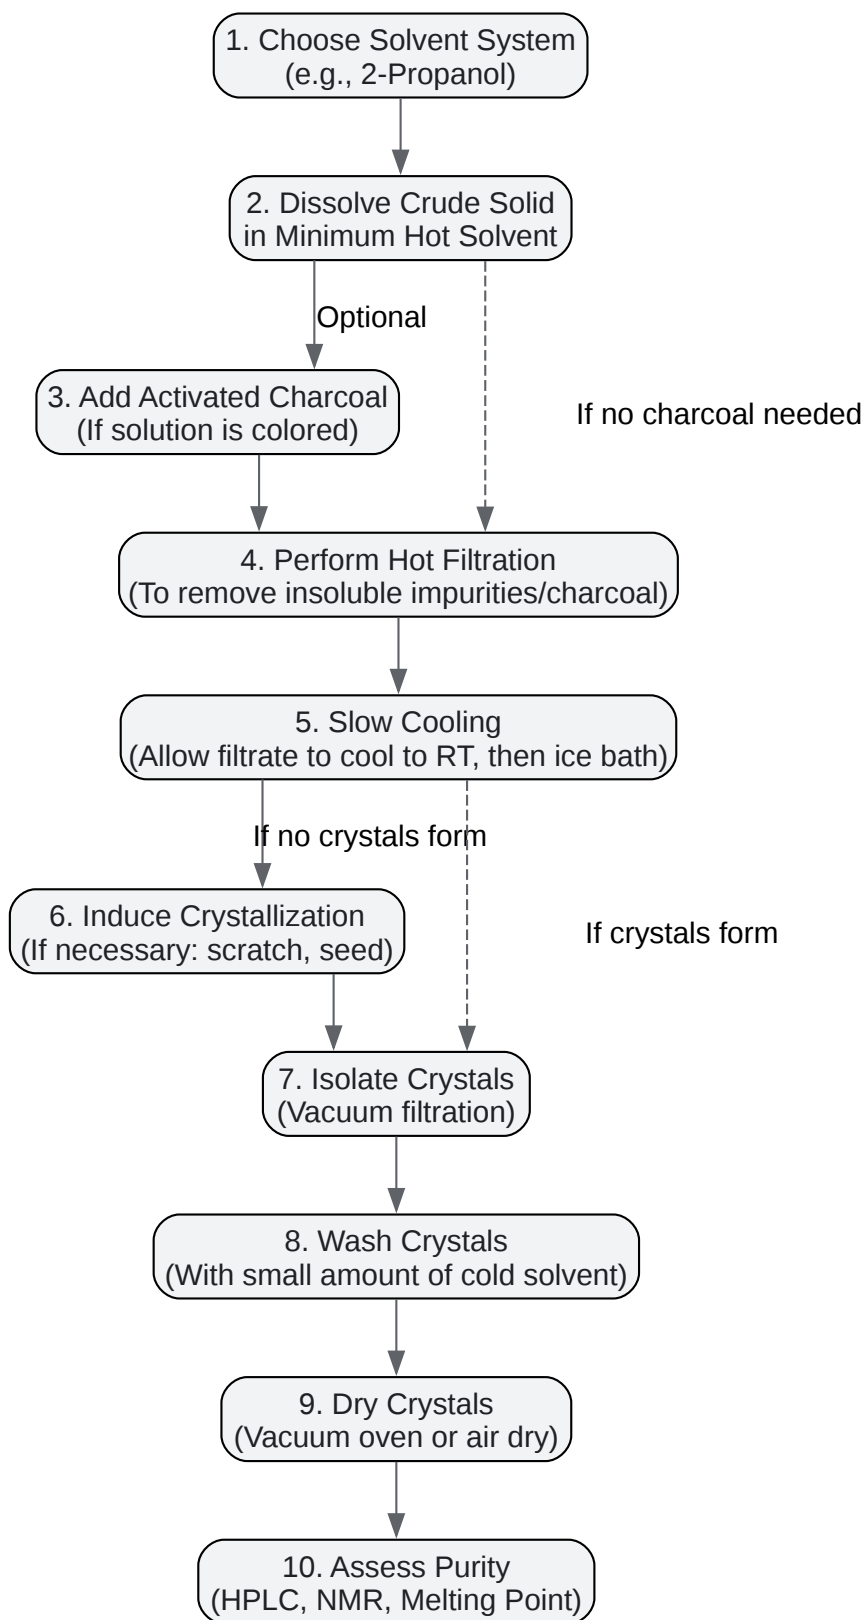 1. Choose Solvent System
(e.g., 2-Propanol)
2. Dissolve Crude Solid
in Minimum Hot Solvent
Optional
3. Add Activated Charcoal
(If solution is colored)
If no charcoal needed
4. Perform Hot Filtration
(To remove insoluble impurities/charcoal)
5. Slow Cooling
(Allow filtrate to cool to RT, then ice bath)
If no crystals form
6. Induce Crystallization
(If necessary: scratch, seed)
If crystals form
7. Isolate Crystals
(Vacuum filtration)
8. Wash Crystals
(With small amount of cold solvent)
9. Dry Crystals
(Vacuum oven or air dry)
10. Assess Purity
(HPLC, NMR, Melting Point)